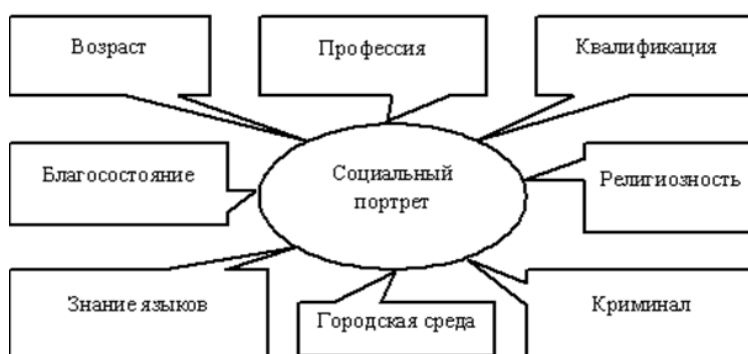 Возраст
Профессия
Квалификация
Благосостояние
Социальный
портрет
Религиозность
Знание языков
Городская среда
Криминал